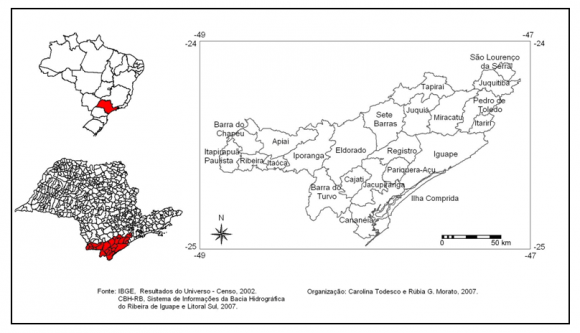 -49
-47
-24
-24
São Lourenço
da Serra
Juquitiba
Tapiraí
Pedro de
Toledo
Juquiá
Miracatu
Itariri
Sete
Barras
Barra do
Chapéu
Apiaí
Eldorado
Registro
Iguape
Itapirapuã
Paulista
Ribeira
Itaóca
Iporanga
Pariquera-Açu
Cajati
Jacupiranga
Barra do
Turvo
Ilha Comprida
Cananéia
N
0
50 km
-25
-25
-49
-47
Fonte: IBGE, Resultados do Universo - Censo, 2002.
CBH-RB, Sistema de Informações da Bacia Hidrográfica
do Ribeira de Iguape e Litoral Sul, 2007.
Organização: Carolina Todesco e Rúbia G. Morato, 2007.